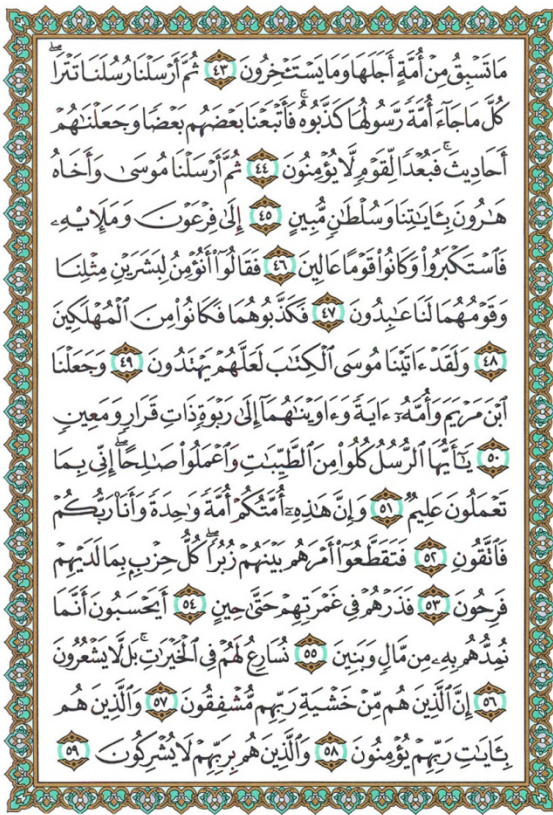 مَا تَسْبِقُ مِنْ أُمَّةٍ أَجَلَهَا وَمَا يَسْتَـْٔخِرُونَ ٤٣ ثُمَّ أَرْسَلْنَا رُسُلَنَا تَتْرَاۖ
كُلَّ مَا جَآءَ أُمَّةً رَّسُولُهَا كَذَّبُوهُۚ فَأَتْبَعْنَا بَعْضَهُم بَعْضًا وَجَعَلْنَٰهُمْ
أَحَادِيثَۚ فَبُعْدًا لِّقَوْمٍ لَّا يُؤْمِنُونَ ٤٤ ثُمَّ أَرْسَلْنَا مُوسَىٰ وَأَخَاهُ
هَٰرُونَ بِـَٔايَٰتِنَا وَسُلْطَٰنٍ مُّبِينٍ ٤٥ إِلَىٰ فِرْعَوْنَ وَمَلَإِي۟هِۦ
فَٱسْتَكْبَرُوا۟ وَكَانُوا۟ قَوْمًا عَالِينَ ٤٦ فَقَالُوٓا۟ أَنُؤْمِنُ لِبَشَرَيْنِ مِثْلِنَا
وَقَوْمُهُمَا لَنَا عَٰبِدُونَ ٤٧ فَكَذَّبُوهُمَا فَكَانُوا۟ مِنَ ٱلْمُهْلَكِينَ
٤٨ وَلَقَدْ ءَاتَيْنَا مُوسَى ٱلْكِتَٰبَ لَعَلَّهُمْ يَهْتَدُونَ ٤٩ وَجَعَلْنَا
ٱبْنَ مَرْيَمَ وَأُمَّهُۥٓ ءَايَةً وَءَاوَيْنَٰهُمَآ إِلَىٰ رَبْوَةٍ ذَاتِ قَرَارٍ وَمَعِينٍ
٥٠ يَٰٓأَيُّهَا ٱلرُّسُلُ كُلُوا۟ مِنَ ٱلطَّيِّبَٰتِ وَٱعْمَلُوا۟ صَٰلِحًاۖ إِنِّى بِمَا
تَعْمَلُونَ عَلِيمٌ ٥١ وَإِنَّ هَٰذِهِۦٓ أُمَّتُكُمْ أُمَّةً وَٰحِدَةً وَأَنَا۠ رَبُّكُمْ
فَٱتَّقُونِ ٥٢ فَتَقَطَّعُوٓا۟ أَمْرَهُم بَيْنَهُمْ زُبُرًاۖ كُلُّ حِزْبٍۭ بِمَا لَدَيْهِمْ
فَرِحُونَ ٥٣ فَذَرْهُمْ فِى غَمْرَتِهِمْ حَتَّىٰ حِينٍ ٥٤ أَيَحْسَبُونَ أَنَّمَا
نُمِدُّهُم بِهِۦ مِن مَّالٍ وَبَنِينَ ٥٥ نُسَارِعُ لَهُمْ فِى ٱلْخَيْرَٰتِۚ بَل لَّا يَشْعُرُونَ
٥٦ إِنَّ ٱلَّذِينَ هُم مِّنْ خَشْيَةِ رَبِّهِم مُّشْفِقُونَ ٥٧ وَٱلَّذِينَ هُم
بِـَٔايَٰتِ رَبِّهِمْ يُؤْمِنُونَ ٥٨ وَٱلَّذِينَ هُم بِرَبِّهِمْ لَا يُشْرِكُونَ ٥٩